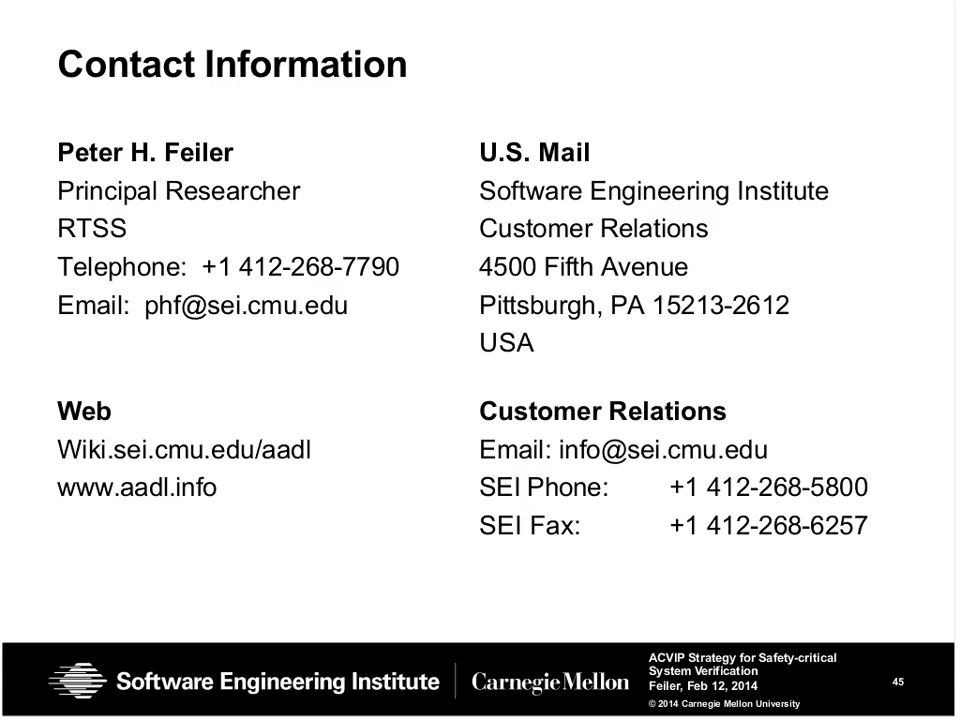 Contact Information
Peter H. Feiler
Principal Researcher
RTSS
Telephone: +1 412-268-7790
Email: phf@sei.cmu.edu
U.S. Mail
Software Engineering Institute
Customer Relations
4500 Fifth Avenue
Pittsburgh, PA 15213-2612
USA
Web
Wiki.sei.cmu.edu/aadl
www.aadl.info
Customer Relations
Email: info@sei.cmu.edu
SEI Phone: +1 412-268-5800
SEI Fax: +1 412-268-6257
Software Engineering Institute
Carnegie Mellon
ACVIP Strategy for Safety-critical
System Verification
Feiler, Feb 12, 2014
© 2014 Carnegie Mellon University
45